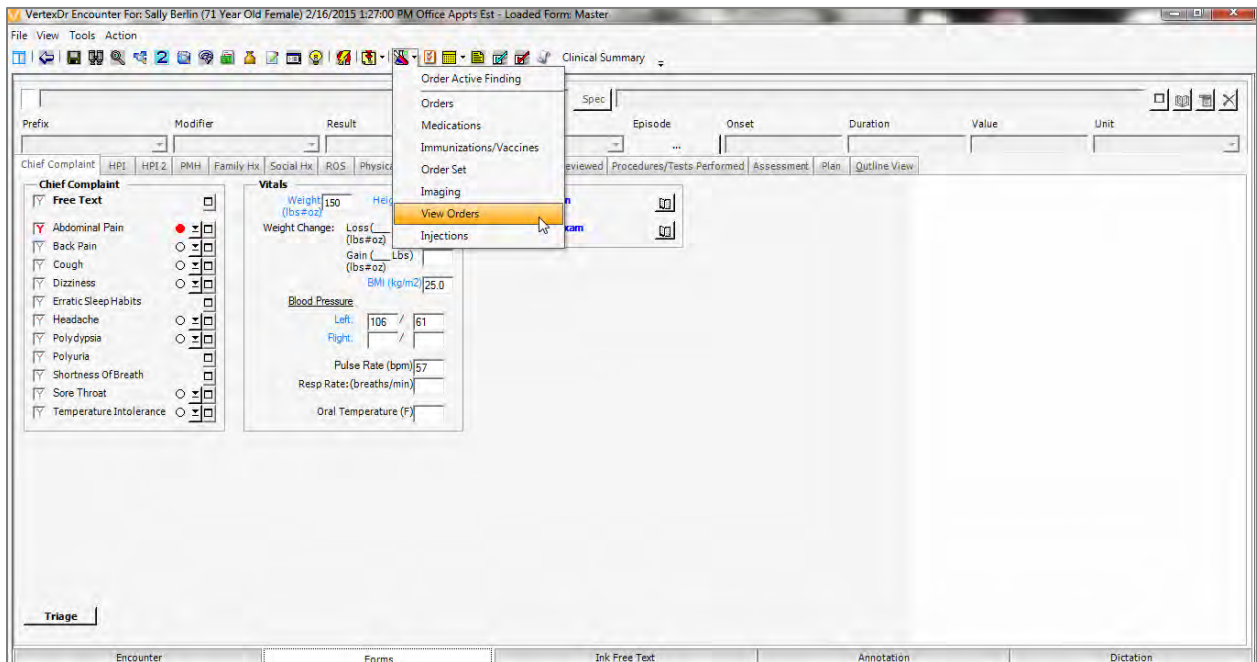 VertexDr Encounter For: Sally Berlin (71 Year Old Female) 2/16/2015 1:27:00 PM Office Appts Est - Loaded Form: Master
File View Tools Action
Clinical Summary
Order Active Finding
Orders
Medications
Immunizations/Vaccines
Order Set
Imaging
View Orders
Injections
Spec
Prefix Modifier Result Episode Onset Duration Value Unit
...
Chief Complaint HPI HPI 2 PMH Family Hx Social Hx ROS Physica eviewed Procedures/Tests Performed Assessment Plan Outline View
Chief Complaint
Free Text
Abdominal Pain
Back Pain
Cough
Dizziness
Erratic Sleep Habits
Headache
Polydypsia
Polyuria
Shortness Of Breath
Sore Throat
Temperature Intolerance
Vitals
Weight 150 Heig
(lbs#oz)
Weight Change: Loss(___
(lbs#oz)
Gain (___ Lbs)
(lbs#oz)
BMI (kg/m2) 25.0
Blood Pressure
Left: 106 / 61
Right: /
Pulse Rate (bpm) 57
Resp Rate:(breaths/min)
Oral Temperature (F)
n
xam
Triage
Encounter Forms Ink Free Text Annotation Dictation